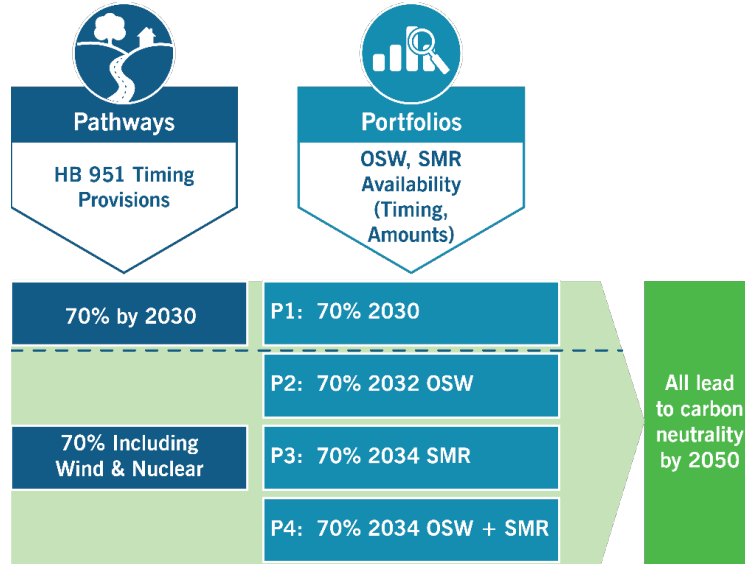 Pathways
HB 951 Timing
Provisions
Portfolios
OSW, SMR
Availability
(Timing,
Amounts)
70% by 2030
70% Including
Wind & Nuclear
P1: 70% 2030
P2: 70% 2032 OSW
P3: 70% 2034 SMR
P4: 70% 2034 OSW + SMR
All lead
to carbon
neutrality
by 2050